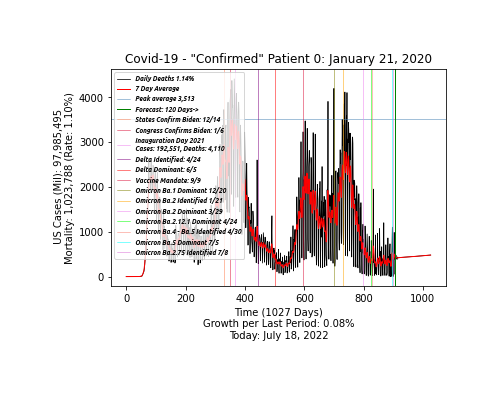 Covid-19 - "Confirmed" Patient 0: January 21, 2020
US Cases (Mil): 97,985,495
Mortality: 1,023,788 (Rate: 1.10%)
4000
3000
2000
1000
0
Daily Deaths 1.14%
7 Day Average
Peak average 3,513
Forecast: 120 Days->
States Confirm Biden: 12/14
Congress Confirms Biden: 1/6
Inauguration Day 2021
Cases: 192,551, Deaths: 4,110
Delta Identified: 4/24
Delta Dominant: 6/5
Vaccine Mandate: 9/9
Omicron Ba.1 Dominant 12/20
Omicron Ba.2 Identified 1/21
Omicron Ba.2 Dominant 3/29
Omicron Ba.2.12.1 Dominant 4/24
Omicron Ba.4 - Ba.5 Identified 4/30
Omicron Ba.5 Dominant 7/5
Omicron Ba.2.75 Identified 7/8
0 200 400 600 800 1000
Time (1027 Days)
Growth per Last Period: 0.08%
Today: July 18, 2022